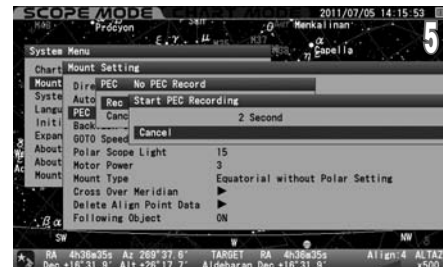 SCOPE MODE 2011/07/05 14:15:53
5
Procyon Menkalinan
Capella
System Menu
Chart Mount Setting
Mount PEC No PEC Record
Syste Auto Rec Start PEC Recording
Langu PEC Canc 2 Second
Initi Cancel
Expan GOTO Speed
About Polar Scope Light 15
About Motor Power 3
Mount Mount Type Equatorial without Polar Setting
Cross Over Meridian ▶
Delete Align Point Data ▶
Following Object ON
SW W NW
RA 4h36m35s Az 269°37.6' TARGET RA 4h36m35s Align:4 ALTAZ
Dec +16°31.9' Alt +26°17.7' Aldebaran Dec +16°31.9' x500